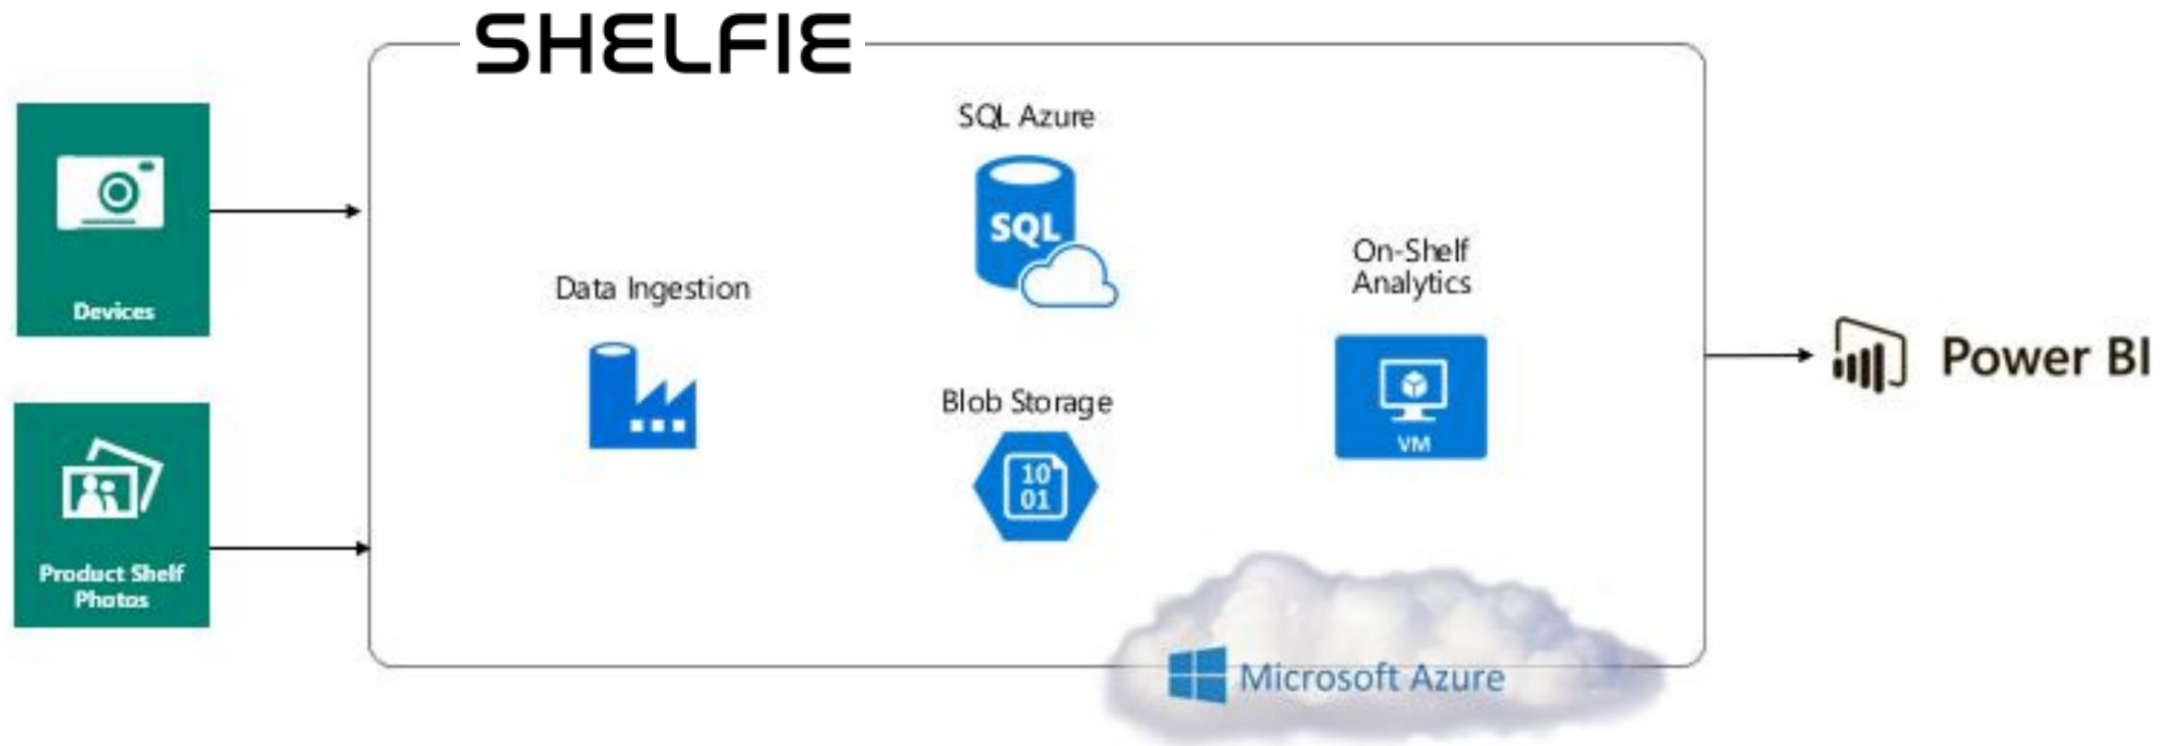 SHELFIE
Devices
Product Shelf
Photos
Data Ingestion
SQL Azure
SQL
Blob Storage
10
01
On-Shelf
Analytics
VM
Microsoft Azure
Power BI